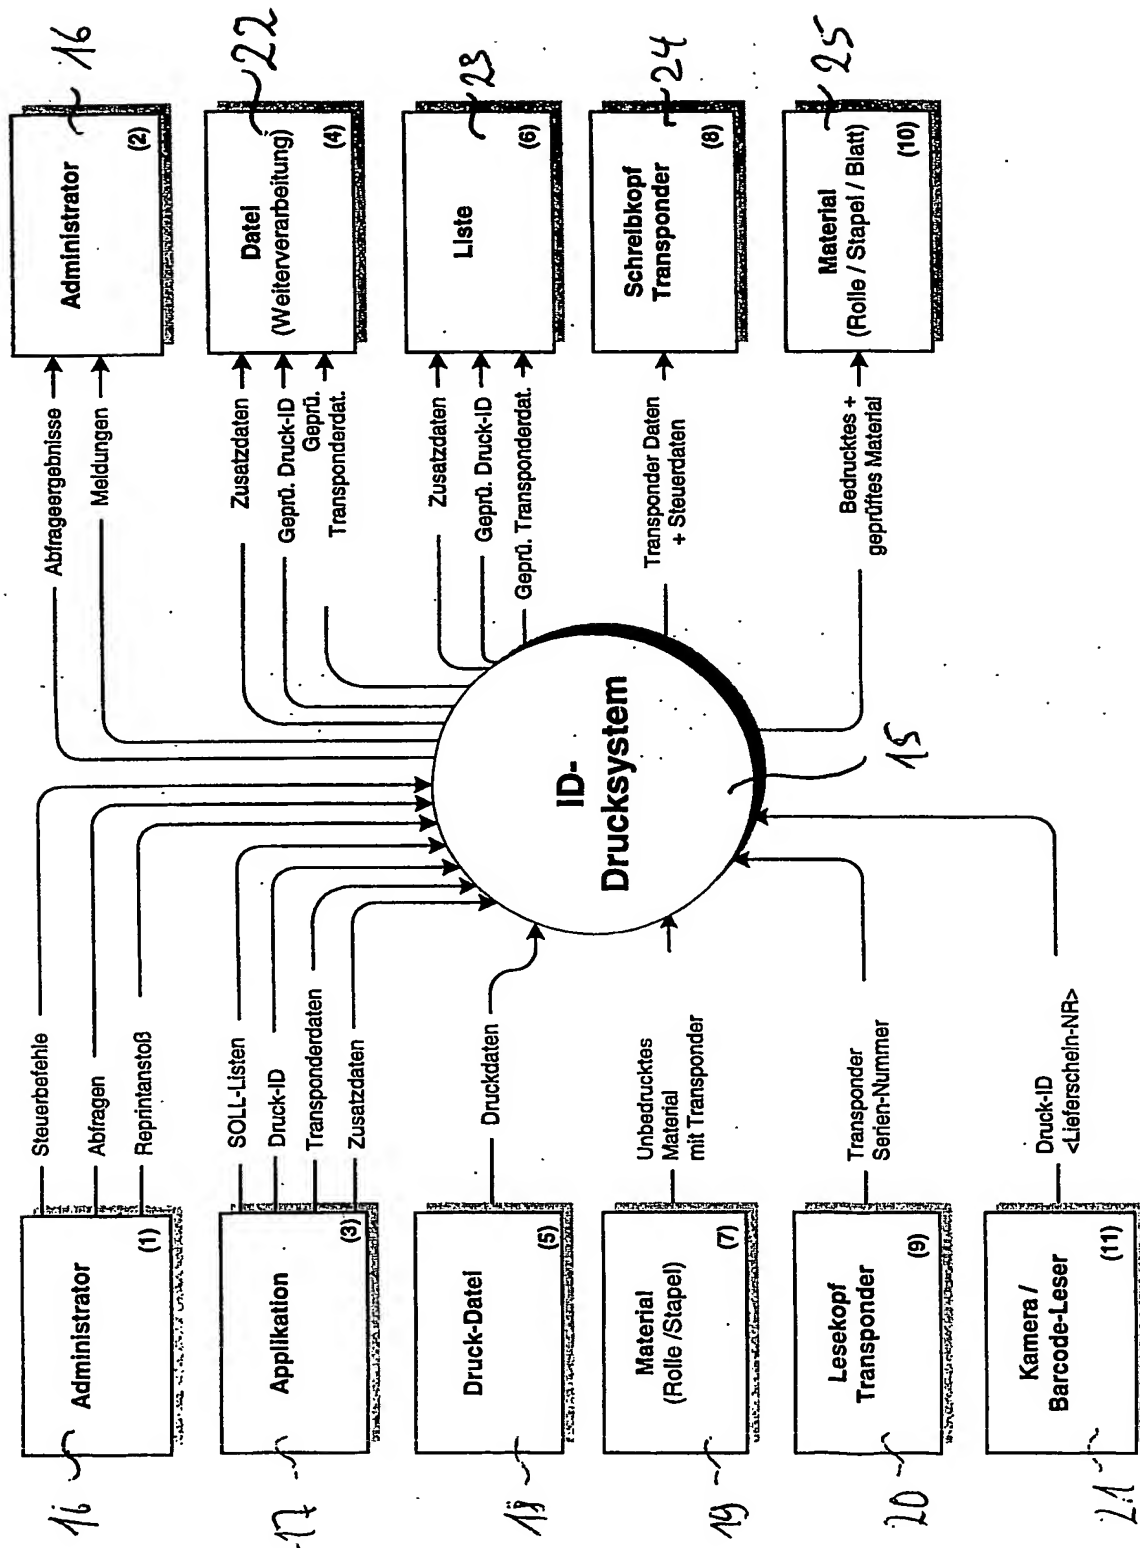 16
Administrator
(1)
Steuerbefehle
Abfragen
Reprintanstoß
17
Applikation
(3)
SOLL-Listen
Druck-ID
Transponderdaten
Zusatzdaten
18
Druck-Datei
(5)
Druckdaten
19
Material
(Rolle /Stapel)
(7)
Unbedrucktes
Material
mit Transponder
20
Lesekopf
Transponder
(9)
Transponder
Serien-Nummer
21
Kamera /
Barcode-Leser
(11)
Druck-ID
<Lieferschein-NR>
ID-
Drucksystem
15
Abfrageergebnisse
Meldungen
Administrator
(2)
16
Zusatzdaten
Geprü. Druck-ID
Geprü.
Transponderdat.
Datei
(Weiterverarbeitung)
(4)
22
Zusatzdaten
Geprü. Druck-ID
Geprü. Transponderdat.
Liste
(6)
23
Transponder Daten
+ Steuerdaten
Schreibkopf
Transponder
(8)
24
Bedrucktes +
geprüftes Material
Material
(Rolle / Stapel / Blatt)
(10)
25